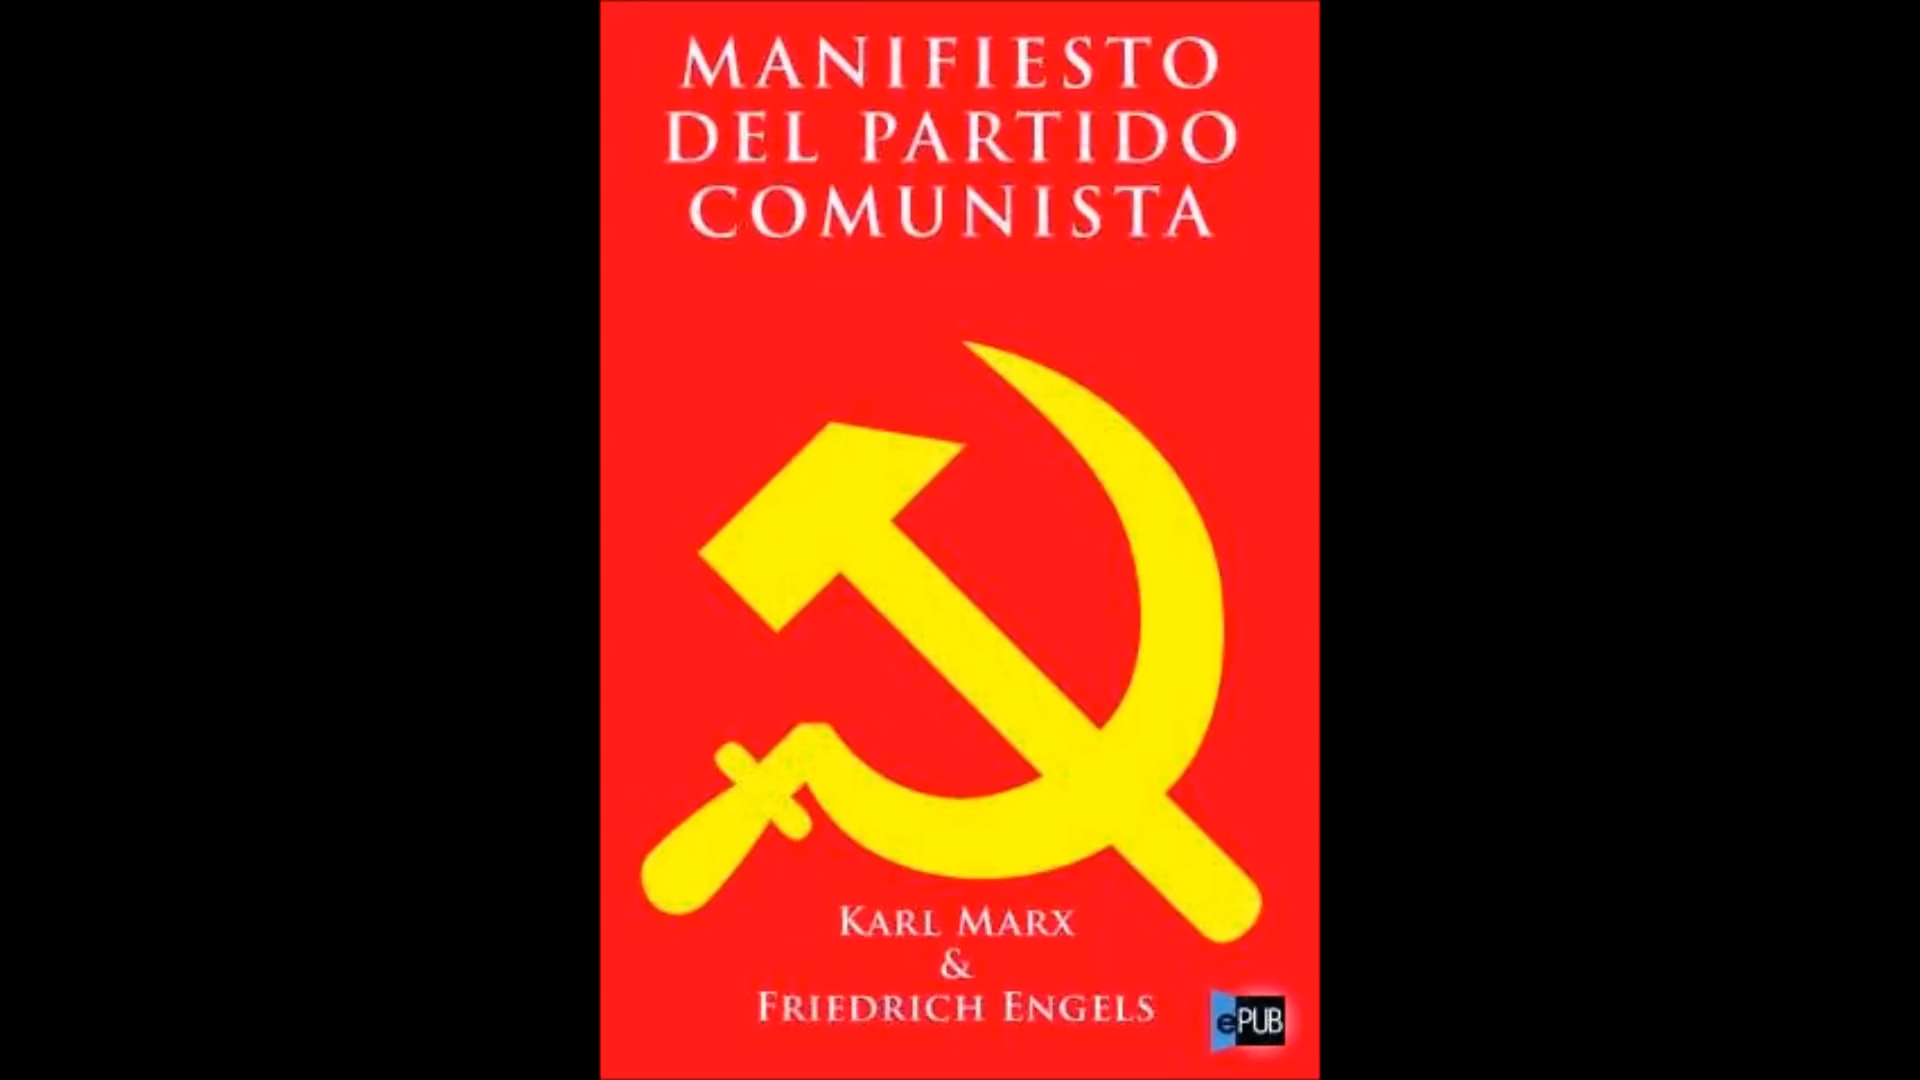 MANIFIESTO
DEL PARTIDO
COMUNISTA
KARL MARX
&
FRIEDRICH ENGELS
ePUB